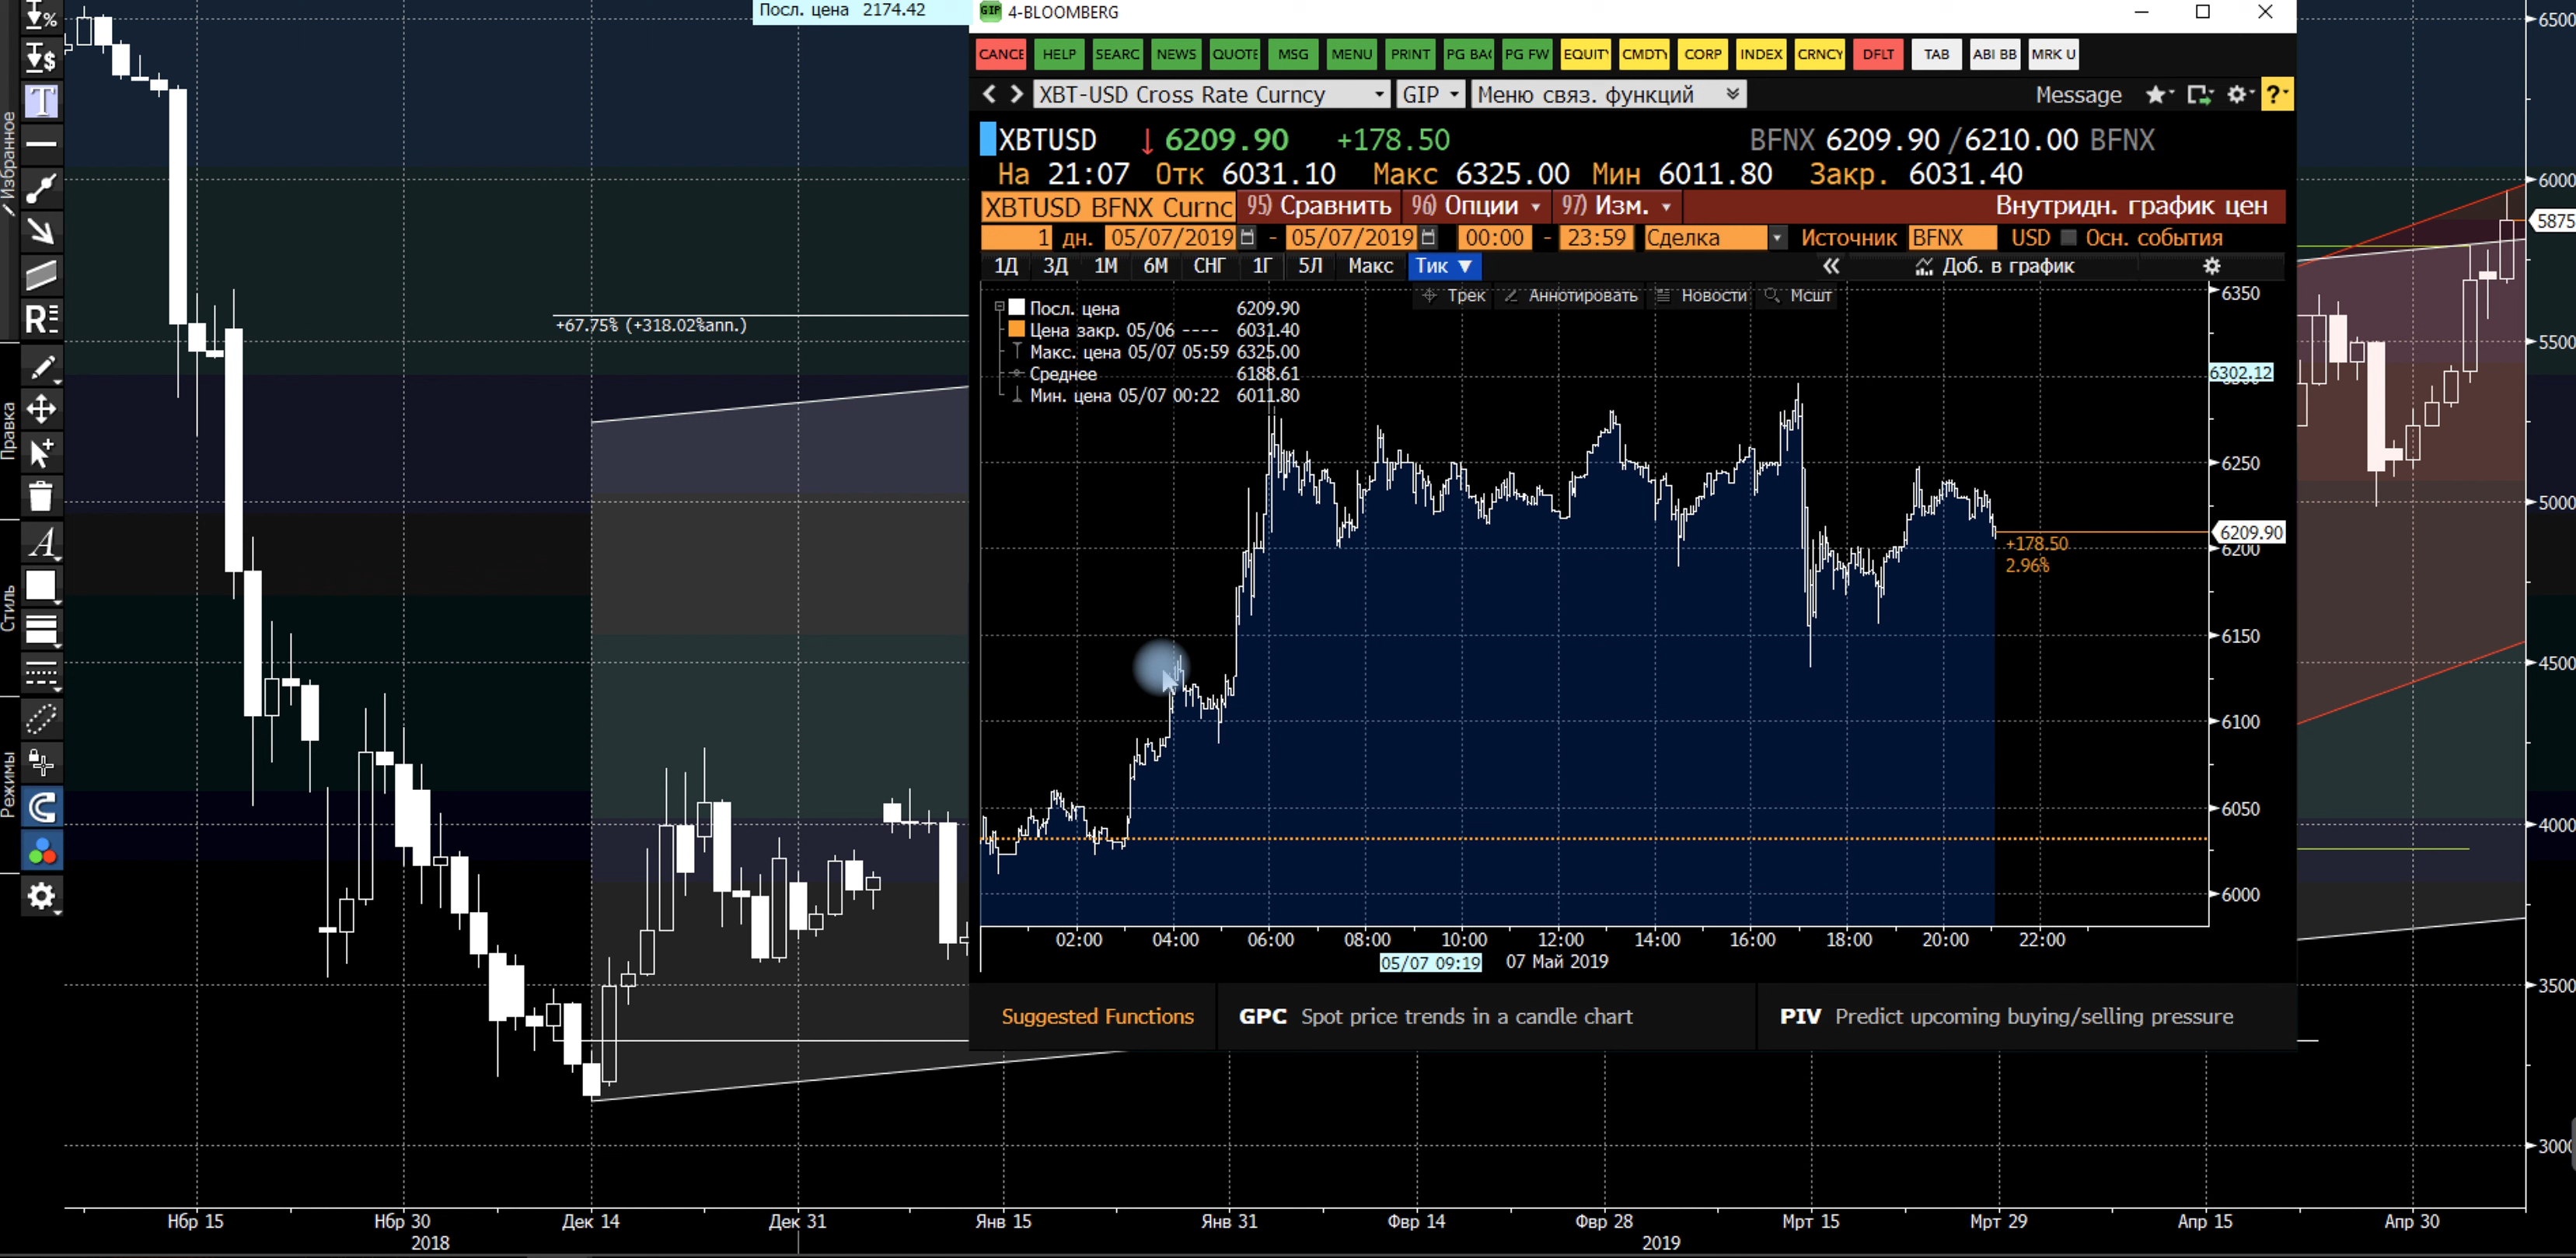 Посл. цена 2174.42
GIP 4-BLOOMBERG
CANCE HELP SEARC NEWS QUOTE MSG MENU PRINT PG BAC PG FW EQUITY CMDTY CORP INDEX CRNCY DFLT TAB ABI BB MRK U
XBT-USD Cross Rate Curncy GIP Меню связ. функций Message ?
XBTUSD ↓ 6209.90 +178.50 BFNX 6209.90 / 6210.00 BFNX
На 21:07 Отк 6031.10 Макс 6325.00 Мин 6011.80 Закр. 6031.40
XBTUSD BFNX Curnc 95) Сравнить 96) Опции 97) Изм. Внутридн. график цен
1 дн. 05/07/2019 - 05/07/2019 00:00 - 23:59 Сделка Источник BFNX USD Осн. события
1Д 3Д 1М 6М СНГ 1Г 5Л Макс Тик ▼ « Доб. в график
Трек Аннотировать Новости Мсшт
Посл. цена 6209.90
Цена закр. 05/06 ---- 6031.40
Макс. цена 05/07 05:59 6325.00
Среднее 6188.61
Мин. цена 05/07 00:22 6011.80
6350
6302.12
6250
6209.90
6200
6150
6100
6050
6000
+178.50
2.96%
02:00 04:00 06:00 08:00 10:00 12:00 14:00 16:00 18:00 20:00 22:00
05/07 09:19 07 Май 2019
Suggested Functions GPC Spot price trends in a candle chart PIV Predict upcoming buying/selling pressure
+67.75% (+318.02%ann.)
%
$
T
R
A
Избранное
Правка
Стиль
Режимы
6500
6000
5875
5500
5000
4500
4000
3500
3000
Нбр 15 Нбр 30 Дек 14 Дек 31 Янв 15 Янв 31 Фвр 14 Фвр 28 Мрт 15 Мрт 29 Апр 15 Апр 30
2018 2019